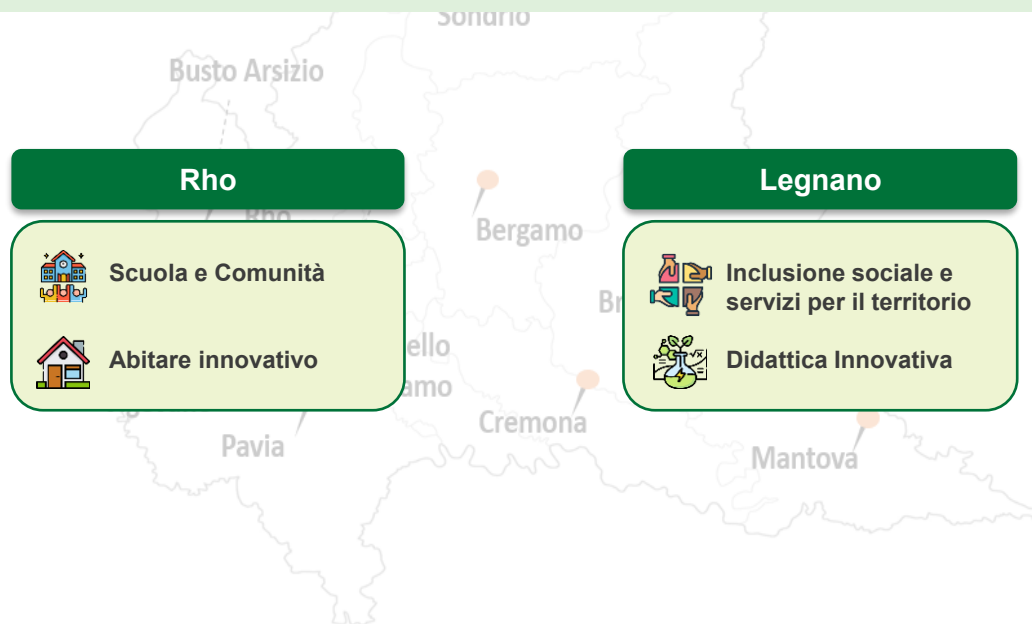 Sondrio
Busto Arsizio
Rho
Legnano
Rho
Bergamo
Scuola e Comunità
Abitare innovativo
Inclusione sociale e
servizi per il territorio
Didattica Innovativa
Cremona
Pavia
Mantova